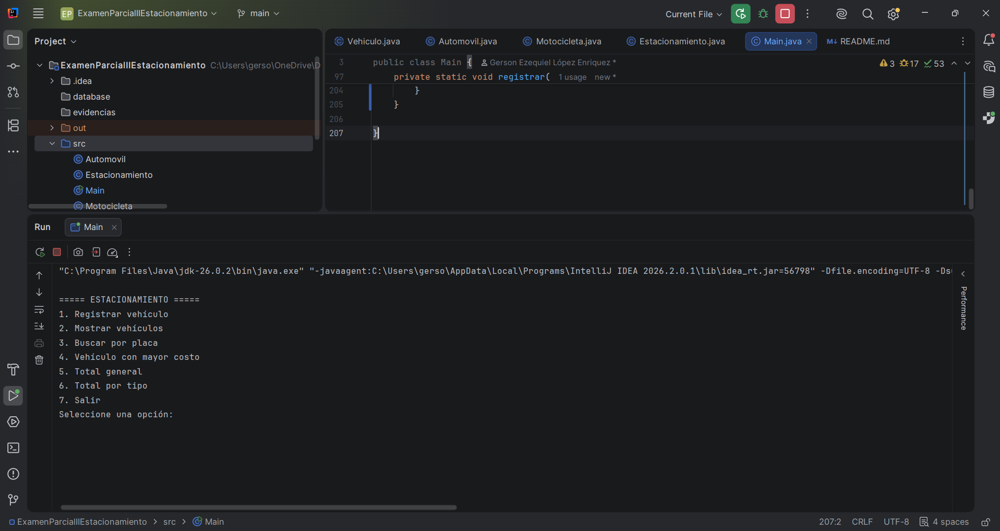 EP ExamenParcialIIEstacionamiento main
Current File
Project
ExamenParcialIIEstacionamiento C:\Users\gerso\OneDrive\D
.idea
database
evidencias
out
src
Automovil
Estacionamiento
Main
Motocicleta
Vehiculo.java Automovil.java Motocicleta.java Estacionamiento.java Main.java README.md
3 public class Main { Gerson Ezequiel López Enriquez *
3 17 53
97 private static void registrar( 1 usage new *
204 }
205 }
206
207 }
Run Main
"C:\Program Files\Java\jdk-26.0.2\bin\java.exe" "-javaagent:C:\Users\gerso\AppData\Local\Programs\IntelliJ IDEA 2026.2.0.1\lib\idea_rt.jar=56798" -Dfile.encoding=UTF-8 -Ds
===== ESTACIONAMIENTO =====
1. Registrar vehículo
2. Mostrar vehículos
3. Buscar por placa
4. Vehículo con mayor costo
5. Total general
6. Total por tipo
7. Salir
Seleccione una opción:
Performance
ExamenParcialIIEstacionamiento > src > Main
207:2 CRLF UTF-8 4 spaces